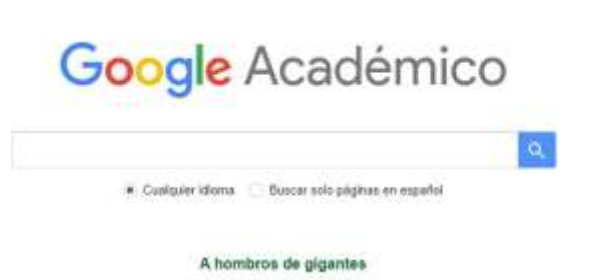 Google Académico
Cualquier idioma Buscar solo páginas en español
A hombros de gigantes